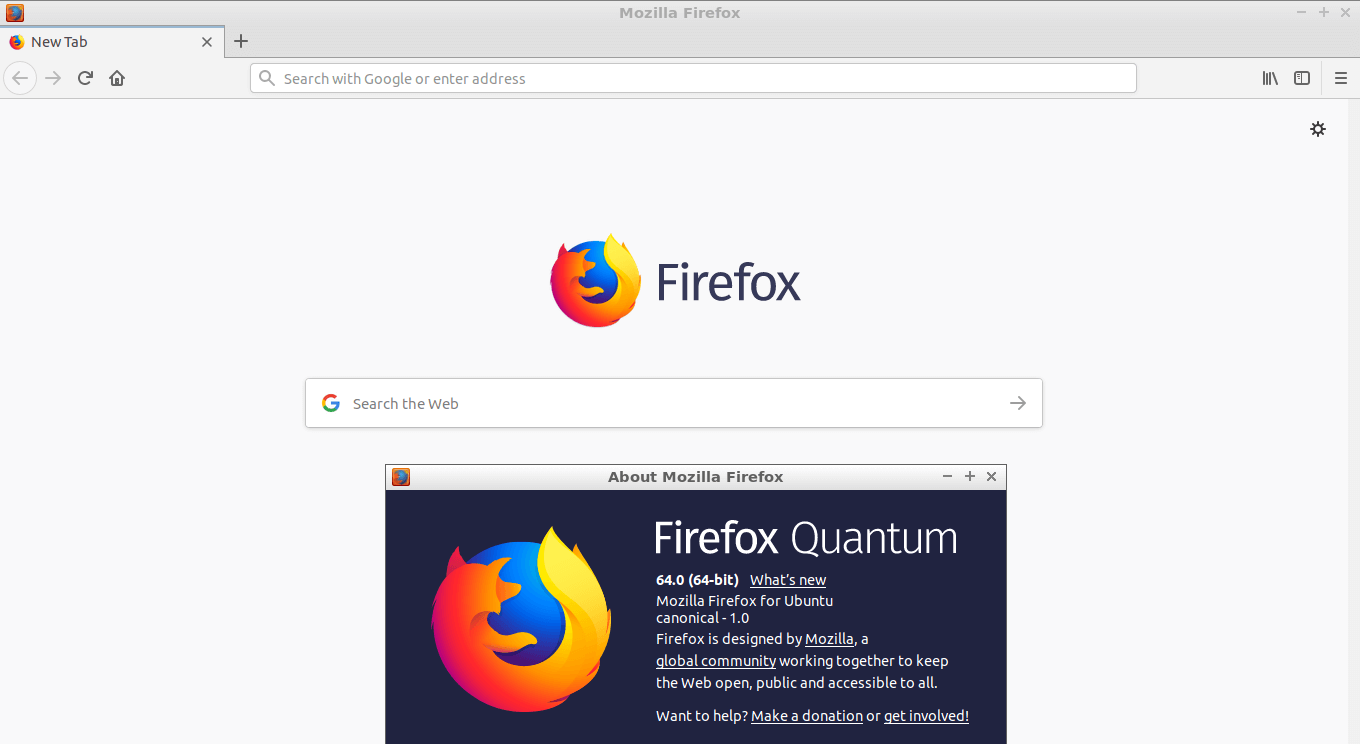 Mozilla Firefox
New Tab
Search with Google or enter address
Firefox
Search the Web
About Mozilla Firefox
Firefox Quantum
64.0 (64-bit) What's new
Mozilla Firefox for Ubuntu
canonical - 1.0
Firefox is designed by Mozilla, a
global community working together to keep
the Web open, public and accessible to all.
Want to help? Make a donation or get involved!